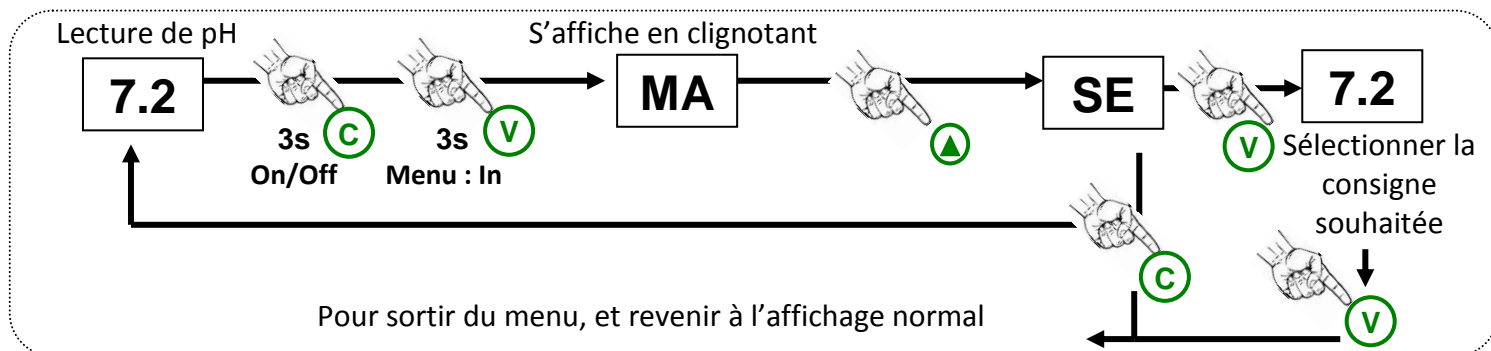 Lecture de pH
S’affiche en clignotant
7.2
MA
SE
7.2
3s
C
3s
V
V
On/Off
Menu : In
Sélectionner la
consigne
souhaitée
C
V
Pour sortir du menu, et revenir à l’affichage normal